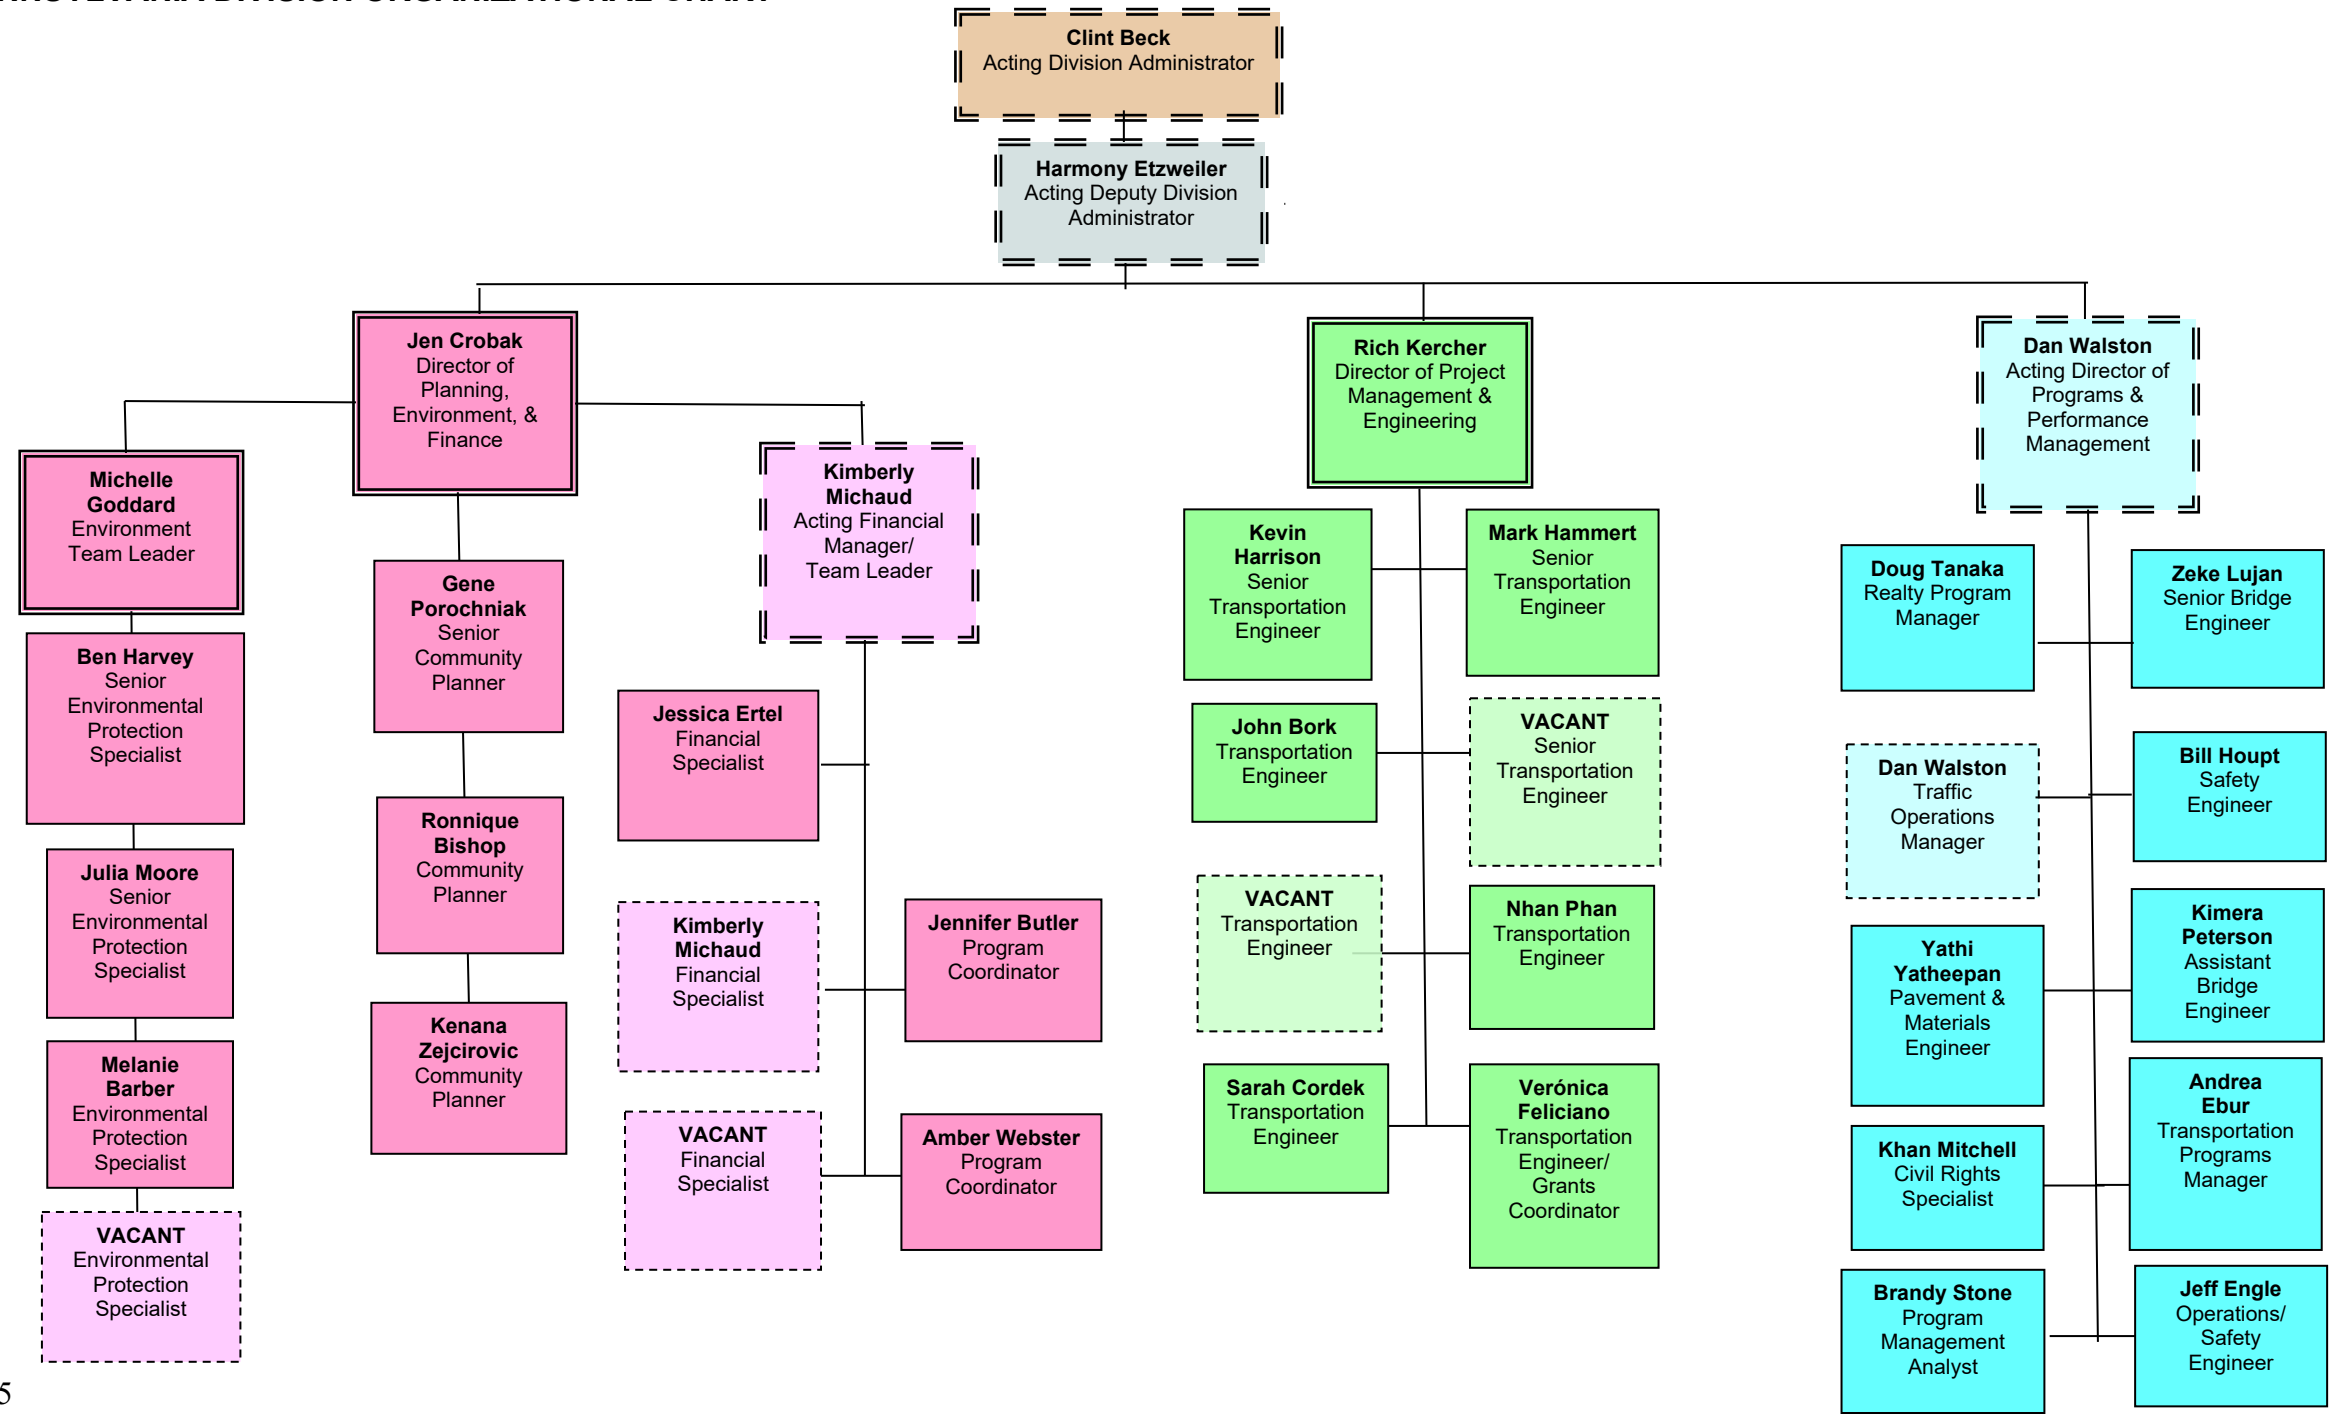 Clint Beck
Acting Division Administrator
Harmony Etzweiler
Acting Deputy Division
Administrator
Jen Crobak
Director of
Planning,
Environment, &
Finance
Rich Kercher
Director of Project
Management &
Engineering
Dan Walston
Acting Director of
Programs &
Performance
Management
Michelle
Goddard
Environment
Team Leader
Ben Harvey
Senior
Environmental
Protection
Specialist
Julia Moore
Senior
Environmental
Protection
Specialist
Melanie
Barber
Environmental
Protection
Specialist
VACANT
Environmental
Protection
Specialist
Gene
Porochniak
Senior
Community
Planner
Ronnique
Bishop
Community
Planner
Kenana
Zejcirovic
Community
Planner
Kimberly
Michaud
Acting Financial
Manager/
Team Leader
Jessica Ertel
Financial
Specialist
Kimberly
Michaud
Financial
Specialist
Jennifer Butler
Program
Coordinator
VACANT
Financial
Specialist
Amber Webster
Program
Coordinator
Kevin
Harrison
Senior
Transportation
Engineer
Mark Hammert
Senior
Transportation
Engineer
John Bork
Transportation
Engineer
VACANT
Senior
Transportation
Engineer
VACANT
Transportation
Engineer
Nhan Phan
Transportation
Engineer
Sarah Cordek
Transportation
Engineer
Verónica
Feliciano
Transportation
Engineer/
Grants
Coordinator
Doug Tanaka
Realty Program
Manager
Zeke Lujan
Senior Bridge
Engineer
Dan Walston
Traffic
Operations
Manager
Bill Houpt
Safety
Engineer
Yathi
Yatheepan
Pavement &
Materials
Engineer
Kimera
Peterson
Assistant
Bridge
Engineer
Khan Mitchell
Civil Rights
Specialist
Andrea
Ebur
Transportation
Programs
Manager
Brandy Stone
Program
Management
Analyst
Jeff Engle
Operations/
Safety
Engineer
5